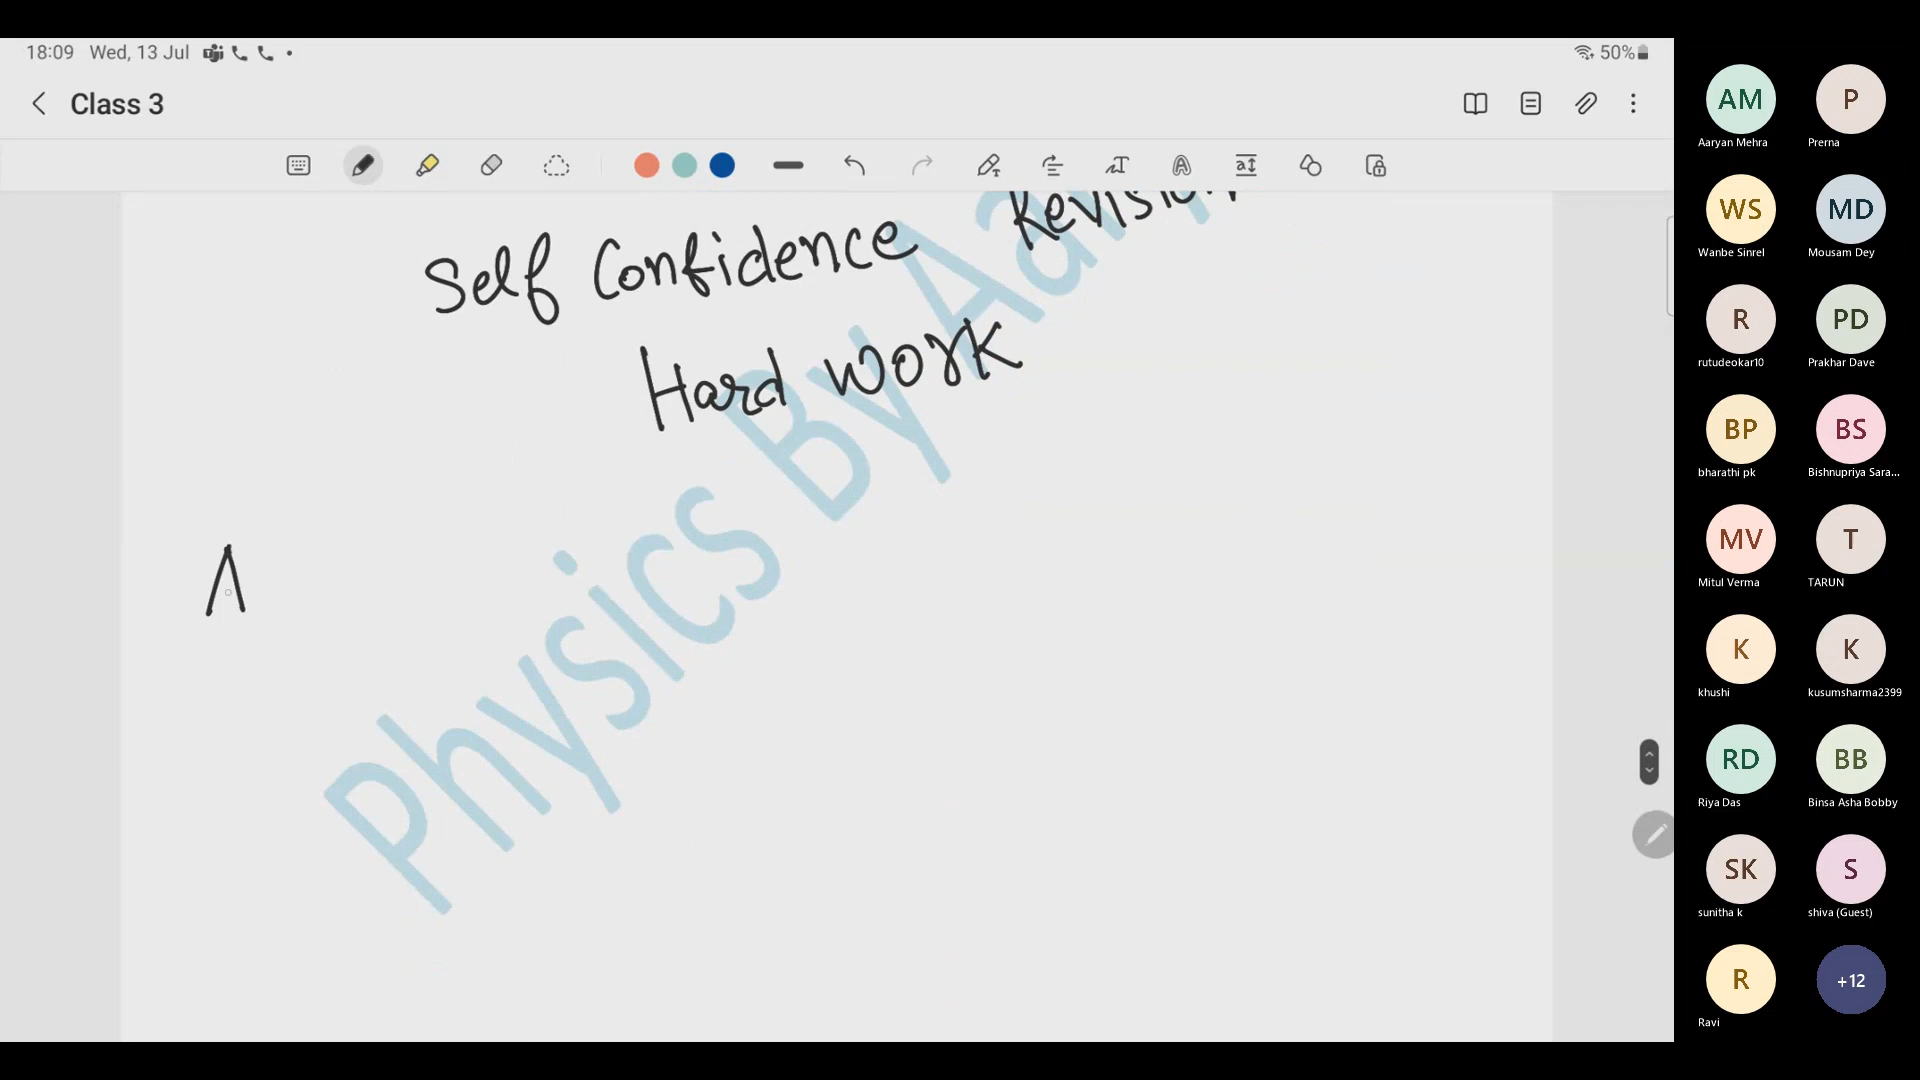 18:09 Wed, 13 Jul
50%
Class 3
Revision
Self Confidence
Hard Work
Physics By Aa
AM
Aaryan Mehra
P
Prerna
WS
Wanbe Sinrel
MD
Mousam Dey
R
rutudeokar10
PD
Prakhar Dave
BP
bharathi pk
BS
Bishnupriya Sara...
MV
Mitul Verma
T
TARUN
K
khushi
K
kusumsharma2399
RD
Riya Das
BB
Binsa Asha Bobby
SK
sunitha k
S
shiva (Guest)
R
Ravi
+12